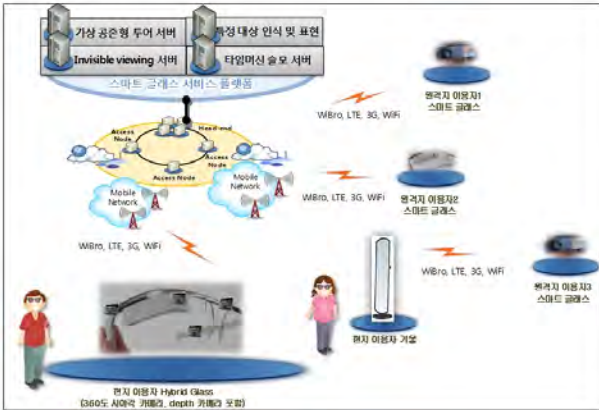 가상 공존형 투어 서버
특정 대상 인식 및 표현
Invisible viewing 서버
타임머신 슬로모 서버
스마트 글래스 서비스 플랫폼
Head-end
Access
Node
Access
Node
Access Node
Mobile
Network
Mobile
Network
WiBro, LTE, 3G, WiFi
원격지 이용자1
스마트 글래스
WiBro, LTE, 3G, WiFi
원격지 이용자2
스마트 글래스
WiBro, LTE, 3G, WiFi
WiBro, LTE, 3G, WiFi
원격지 이용자3
스마트 글래스
현지 이용자 거울
현지 이용자 Hybrid Glass
(360도 시야각 카메라, depth 카메라 포함)